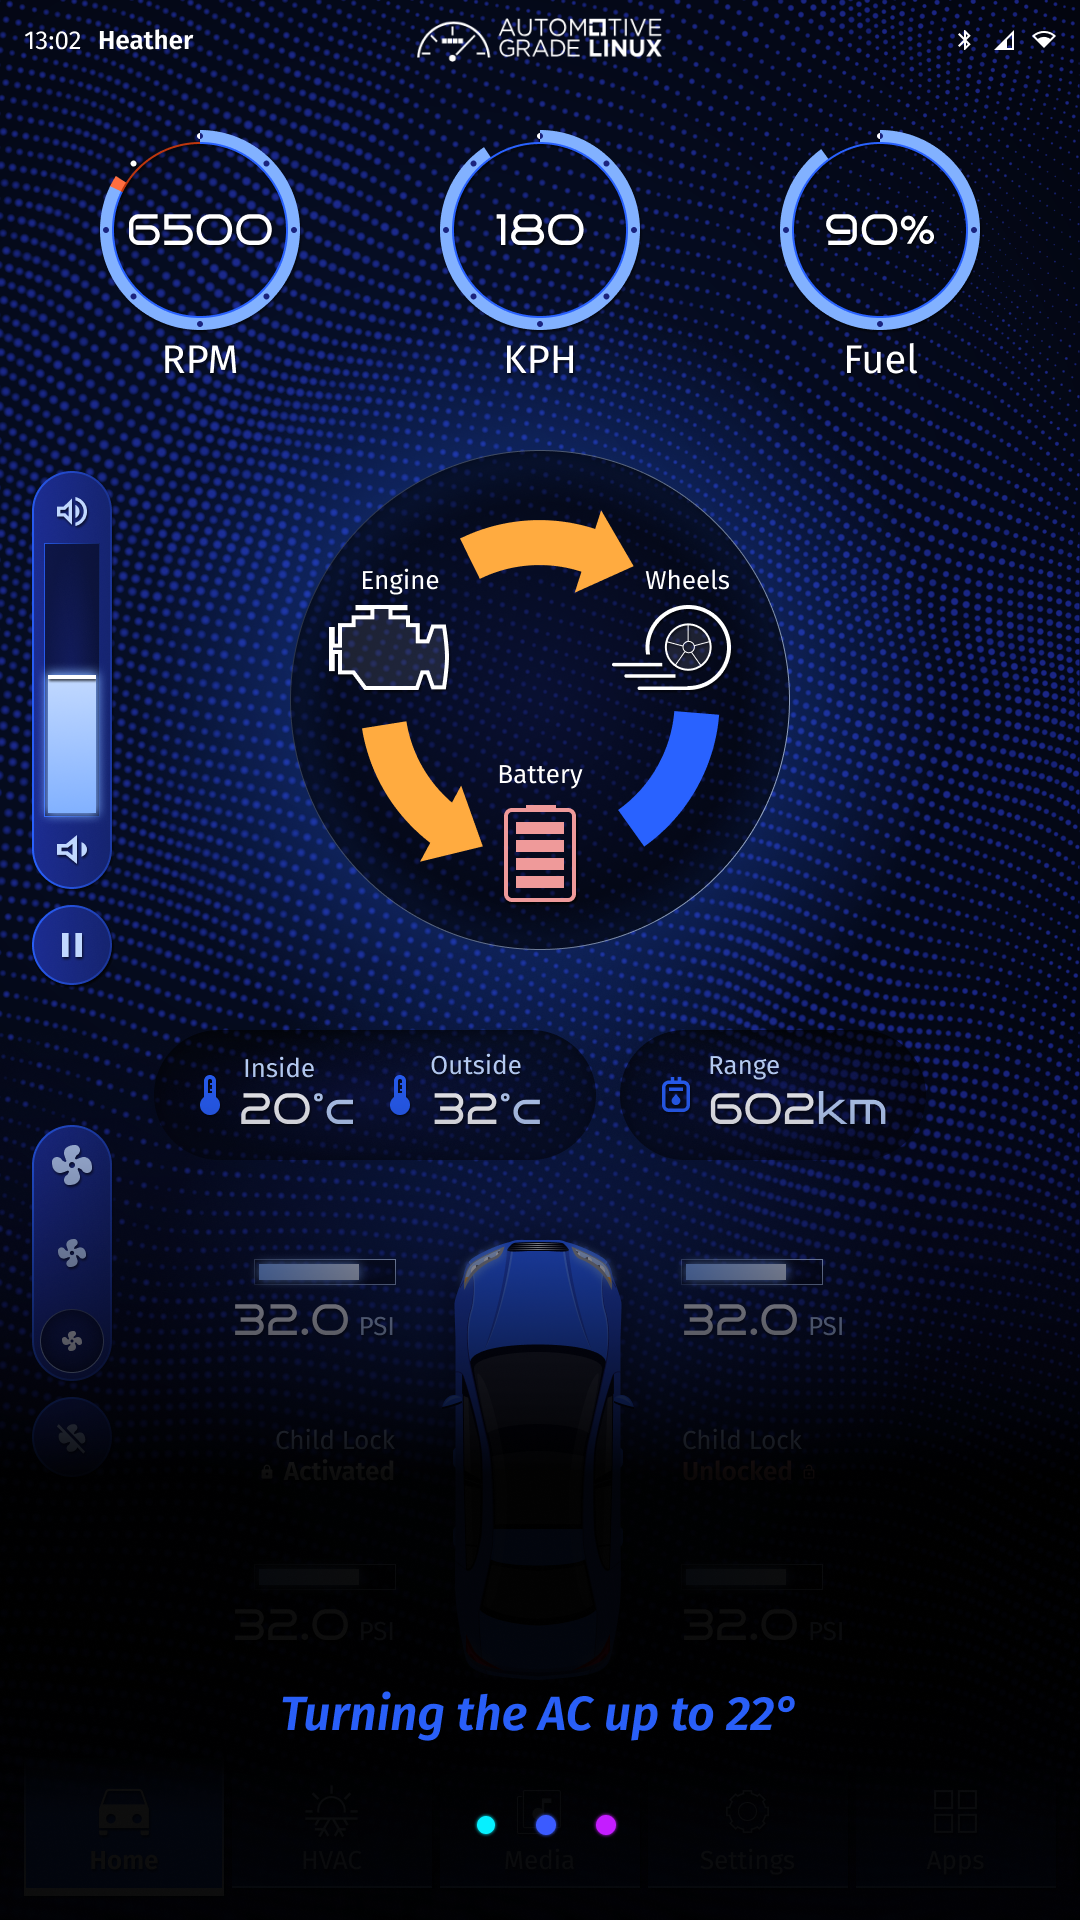 13:02 Heather
AUTOMOTIVE
GRADE LINUX
6500
180
90%
RPM
KPH
Fuel
Engine
Wheels
Battery
Inside
Outside
Range
20°C
32°C
602km
32.0 PSI
32.0 PSI
Child Lock
Activated
Child Lock
Unlocked
32.0 PSI
32.0 PSI
Turning the AC up to 22°
Home
HVAC
Media
Settings
Apps